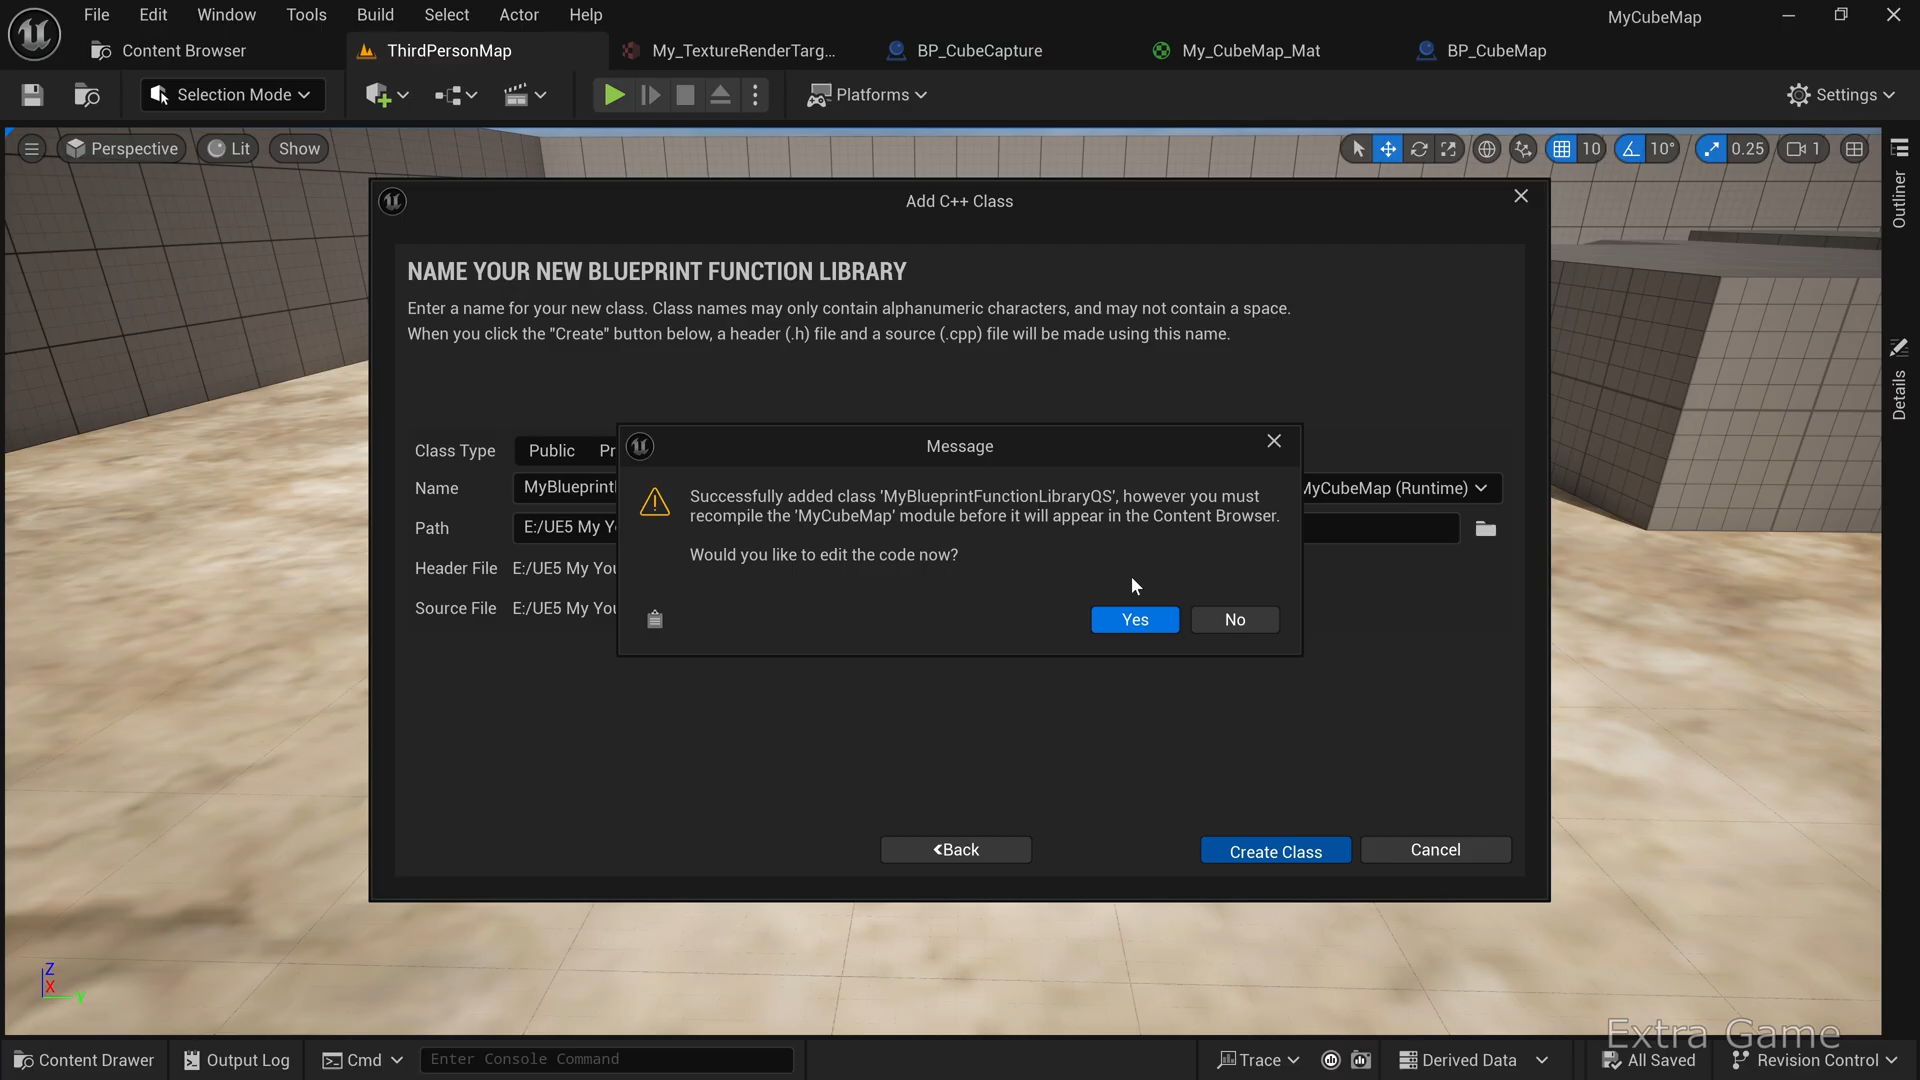 File Edit Window Tools Build Select Actor Help
MyCubeMap
Content Browser
ThirdPersonMap
My_TextureRenderTarg...
BP_CubeCapture
My_CubeMap_Mat
BP_CubeMap
Selection Mode
Platforms
Settings
Perspective
Lit
Show
10
10°
0.25
1
Outliner
Details
Add C++ Class
NAME YOUR NEW BLUEPRINT FUNCTION LIBRARY
Enter a name for your new class. Class names may only contain alphanumeric characters, and may not contain a space.
When you click the "Create" button below, a header (.h) file and a source (.cpp) file will be made using this name.
Class Type Public Pr
Name MyBlueprint
MyCubeMap (Runtime)
Path E:/UE5 My Y
Header File E:/UE5 My You
Source File E:/UE5 My You
Message
Successfully added class 'MyBlueprintFunctionLibraryQS', however you must
recompile the 'MyCubeMap' module before it will appear in the Content Browser.
Would you like to edit the code now?
Yes
No
Back
Create Class
Cancel
Z
X
Y
Extra Game
Content Drawer
Output Log
Cmd
Enter Console Command
Trace
Derived Data
All Saved
Revision Control